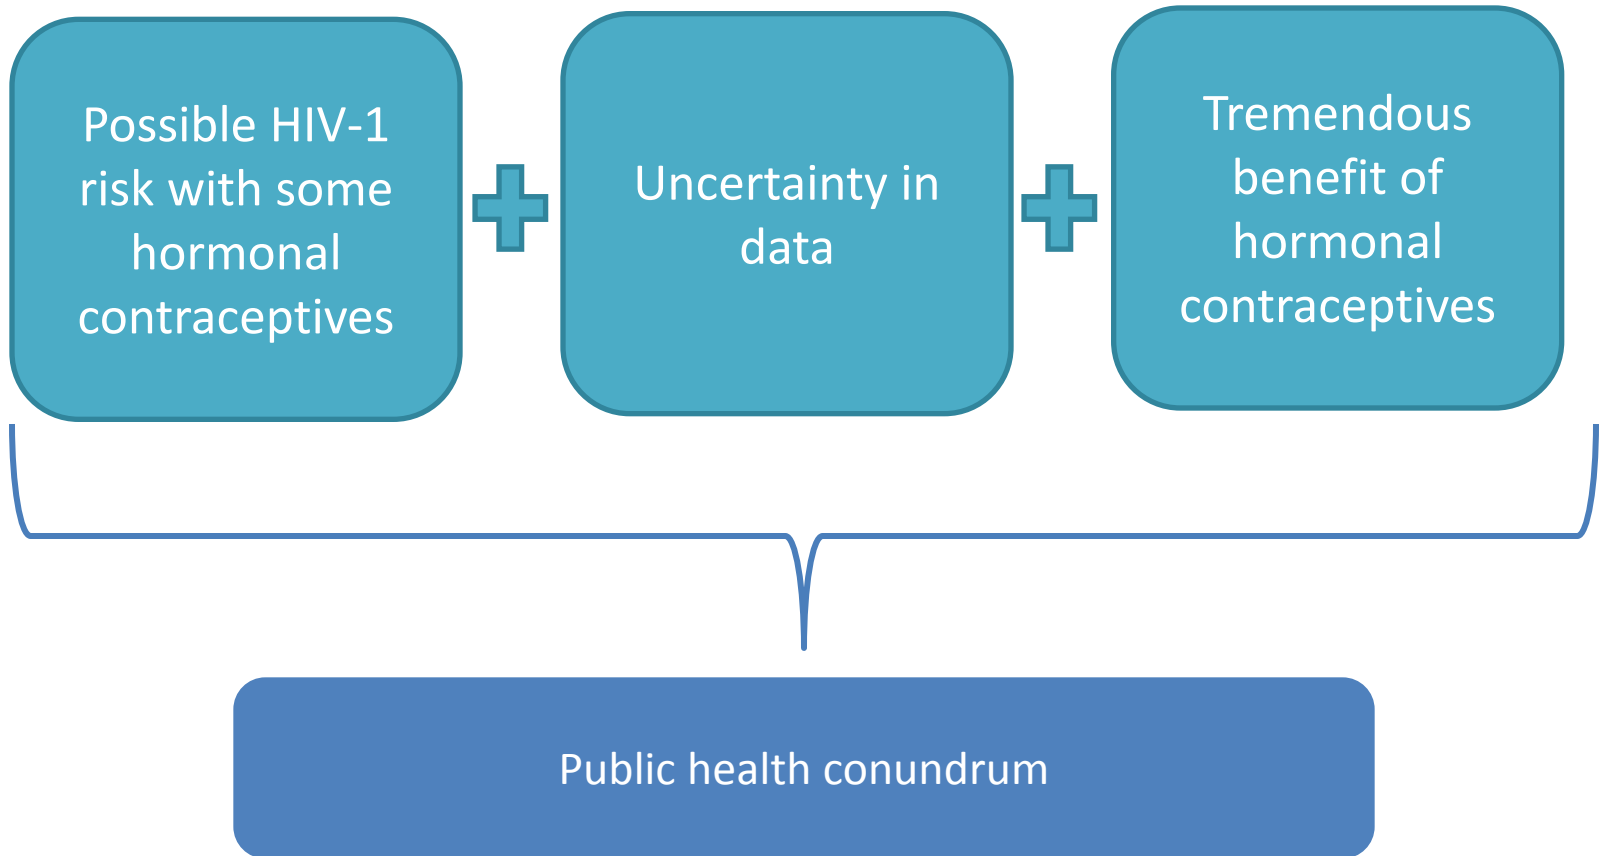 Possible HIV-1
risk with some
hormonal
contraceptives
Uncertainty in
data
Tremendous
benefit of
hormonal
contraceptives
Public health conundrum